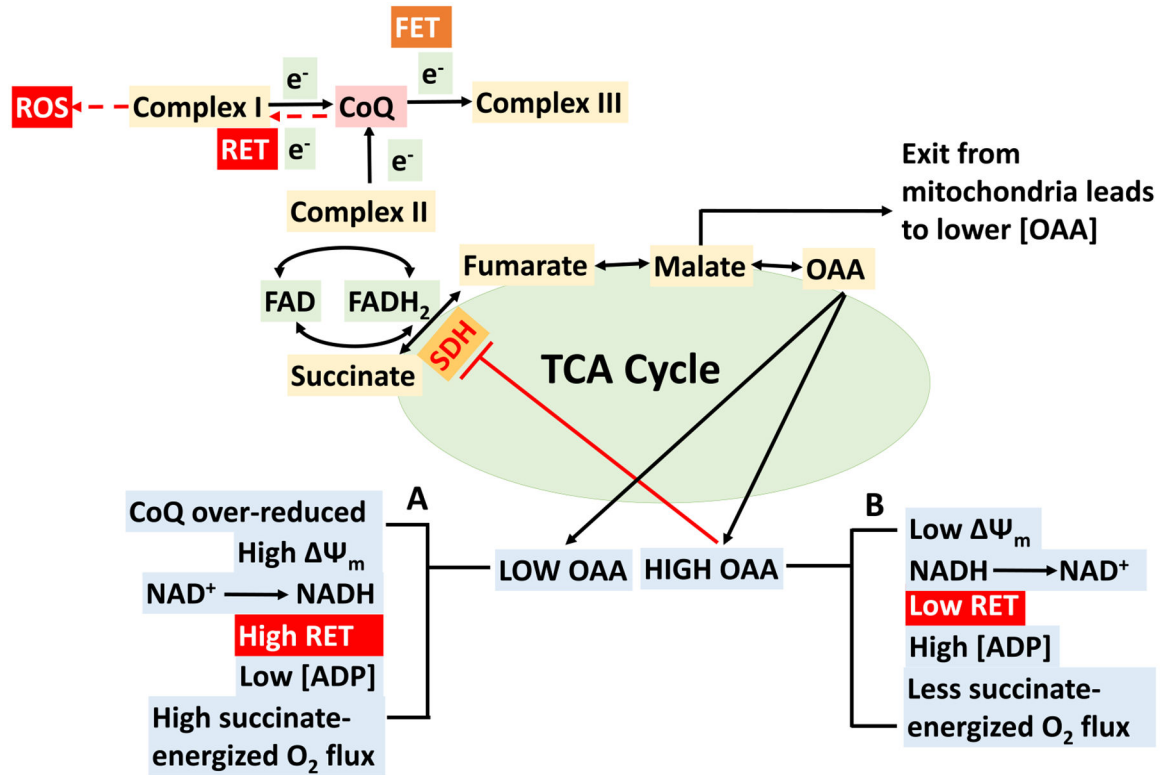 FET
e⁻
e⁻
ROS
Complex I
CoQ
Complex III
RET
e⁻
e⁻
Complex II
Exit from
mitochondria leads
to lower [OAA]
Fumarate
Malate
OAA
FAD
FADH₂
SDH
Succinate
TCA Cycle
A
CoQ over-reduced
High ΔΨₘ
NAD⁺ NADH
High RET
Low [ADP]
High succinate-
energized O₂ flux
LOW OAA
HIGH OAA
B
Low ΔΨₘ
NADH NAD⁺
Low RET
High [ADP]
Less succinate-
energized O₂ flux